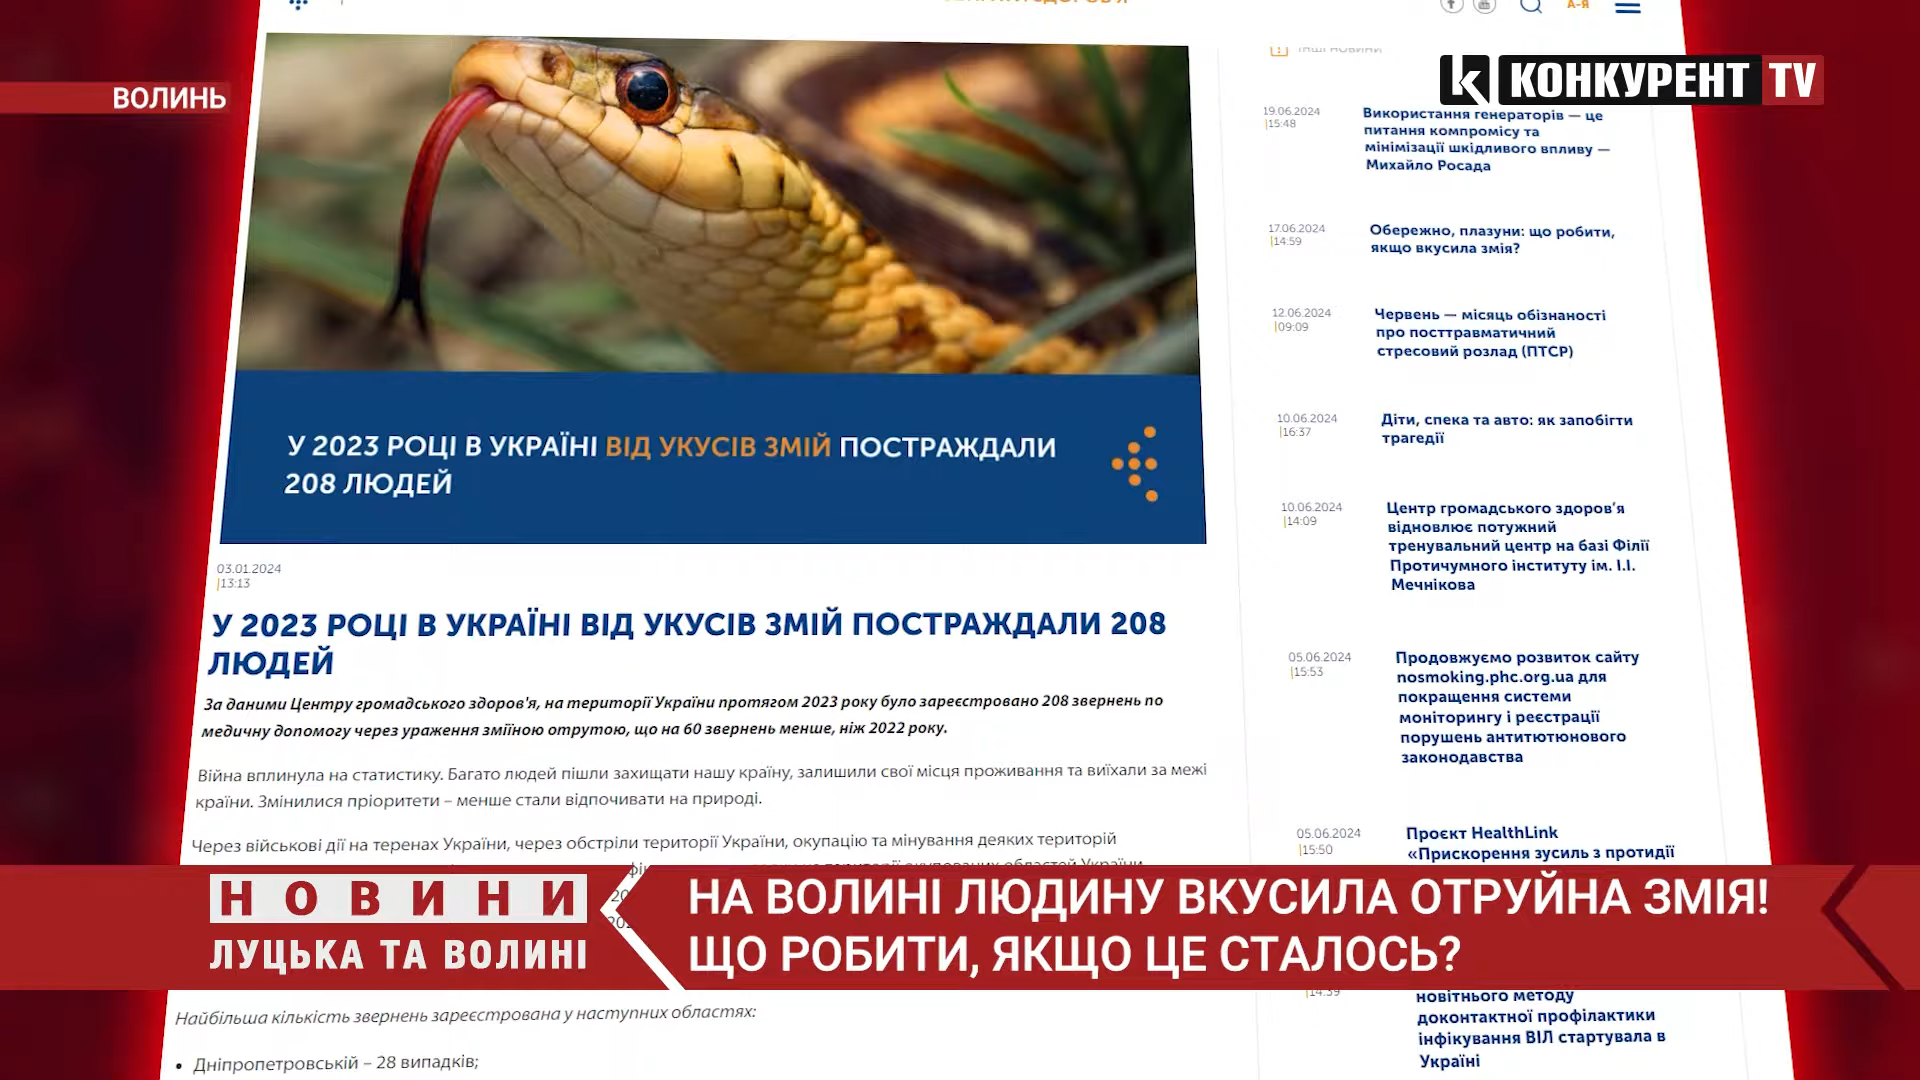 ВОЛИНЬ
КОНКУРЕНТ TV
У 2023 РОЦІ В УКРАЇНІ ВІД УКУСІВ ЗМІЙ ПОСТРАЖДАЛИ
208 ЛЮДЕЙ
03.01.2024
13:13
У 2023 РОЦІ В УКРАЇНІ ВІД УКУСІВ ЗМІЙ ПОСТРАЖДАЛИ 208
ЛЮДЕЙ
За даними Центру громадського здоров'я, на території України протягом 2023 року було зареєстровано 208 звернень по
медичну допомогу через ураження зміїною отрутою, що на 60 звернень менше, ніж 2022 року.
Війна вплинула на статистику. Багато людей пішли захищати нашу країну, залишили свої місця проживання та виїхали за межі
країни. Змінилися пріоритети – менше стали відпочивати на природі.
Через військові дії на теренах України, через обстріли території України, окупацію та мінування деяких територій
Найбільша кількість звернень зареєстрована у наступних областях:
• Дніпропетровській – 28 випадків;
ІНШІ НОВИНИ
19.06.2024
15:48
Використання генераторів — це
питання компромісу та
мінімізації шкідливого впливу —
Михайло Росада
17.06.2024
14:59
Обережно, плазуни: що робити,
якщо вкусила змія?
12.06.2024
09:09
Червень — місяць обізнаності
про посттравматичний
стресовий розлад (ПТСР)
10.06.2024
16:37
Діти, спека та авто: як запобігти
трагедії
10.06.2024
14:09
Центр громадського здоров’я
відновлює потужний
тренувальний центр на базі Філії
Протичумного інституту ім. І.І.
Мечнікова
05.06.2024
15:53
Продовжуємо розвиток сайту
nosmoking.phc.org.ua для
покращення системи
моніторингу і реєстрації
порушень антитютюнового
законодавства
05.06.2024
15:50
Проєкт HealthLink
«Прискорення зусиль з протидії
14:39
новітнього методу
доконтактної профілактики
інфікування ВІЛ стартувала в
Україні
А-Я
НОВИНИ
ЛУЦЬКА ТА ВОЛИНІ
НА ВОЛИНІ ЛЮДИНУ ВКУСИЛА ОТРУЙНА ЗМІЯ!
ЩО РОБИТИ, ЯКЩО ЦЕ СТАЛОСЬ?